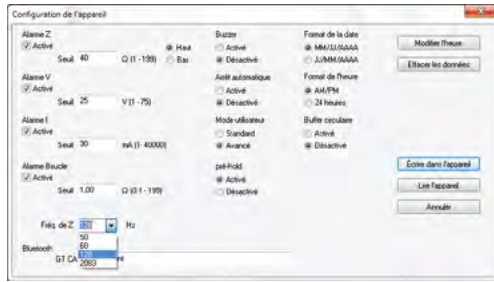 Configuration de l'appareil
Alarme Z
Activé
Seuil 40 Ω (1 - 199)
Haut
Bas
Alarme V
Activé
Seuil 25 V (1 - 75)
Alarme I
Activé
Seuil 30 mA (1- 40000)
Alarme Boucle
Activé
Seuil 1,00 Ω (0.1 - 195)
Fréq. de Z 128 Hz
50
60
128
2083
Bluetooth
GT CA
Buzzer
Activé
Désactivé
Arrêt automatique
Activé
Désactivé
Mode utilisateur
Standard
Avancé
pré-Hold
Activé
Désactivé
Format de la date
MM/JJ/AAAA
JJ/MM/AAAA
Format de l'heure
AM/PM
24 heures
Buffer circulaire
Activé
Désactivé
Modifier l'heure
Effacer les données
Écrire dans l'appareil
Lire l'appareil
Annuler